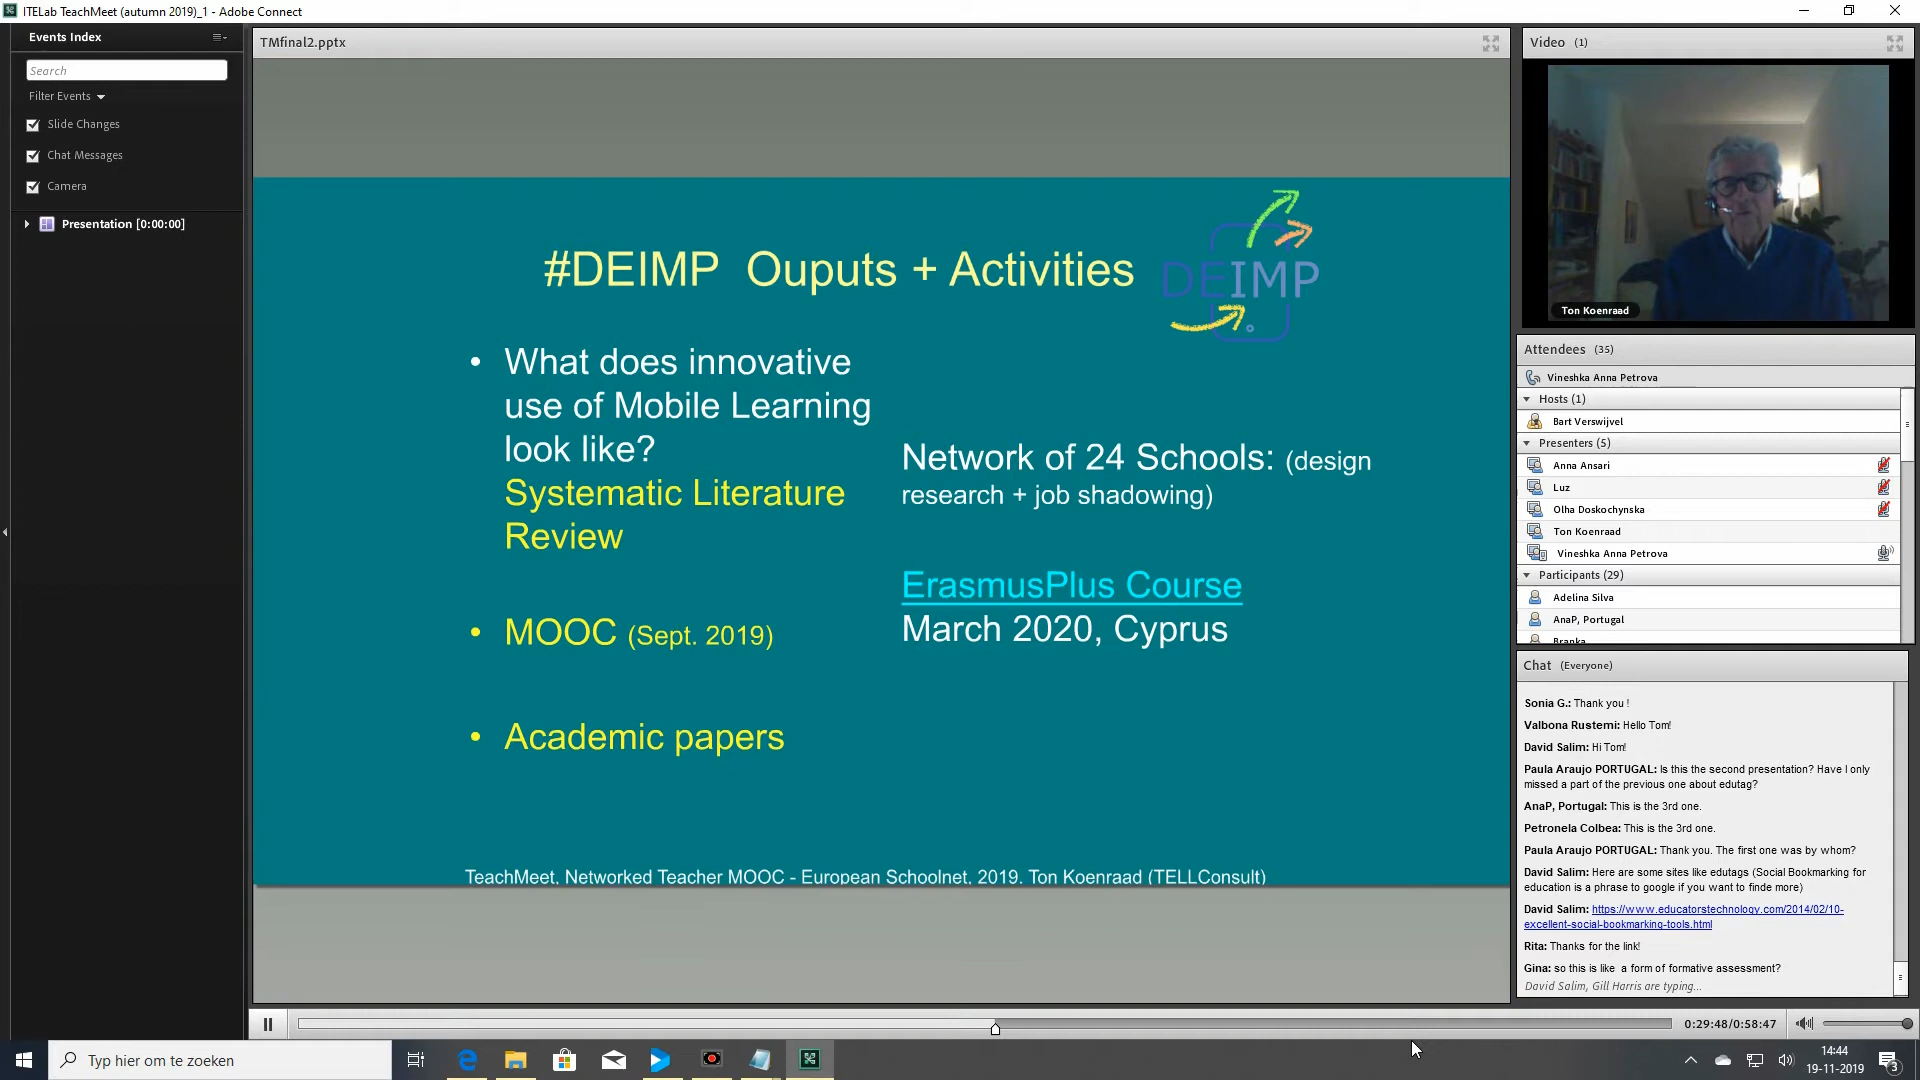 ITELab TeachMeet (autumn 2019)_1 - Adobe Connect
Events Index
Search
Filter Events
Slide Changes
Chat Messages
Camera
Presentation [0:00:00]
TMfinal2.pptx
#DEIMP Ouputs + Activities
DEIMP
• What does innovative
use of Mobile Learning
look like?
Systematic Literature
Review
• MOOC (Sept. 2019)
• Academic papers
Network of 24 Schools: (design
research + job shadowing)
ErasmusPlus Course
March 2020, Cyprus
TeachMeet, Networked Teacher MOOC - European Schoolnet, 2019. Ton Koenraad (TELLConsult)
Video (1)
Ton Koenraad
Attendees (35)
Vineshka Anna Petrova
Hosts (1)
Bart Verswijvel
Presenters (5)
Anna Ansari
Luz
Olha Doskochynska
Ton Koenraad
Vineshka Anna Petrova
Participants (29)
Adelina Silva
AnaP, Portugal
Branka
Chat (Everyone)
Sonia G.: Thank you !
Valbona Rustemi: Hello Tom!
David Salim: Hi Tom!
Paula Araujo PORTUGAL: Is this the second presentation? Have I only
missed a part of the previous one about edutag?
AnaP, Portugal: This is the 3rd one.
Petronela Colbea: This is the 3rd one.
Paula Araujo PORTUGAL: Thank you. The first one was by whom?
David Salim: Here are some sites like edutags (Social Bookmarking for
education is a phrase to google if you want to finde more)
David Salim: https://www.educatorstechnology.com/2014/02/10-
excellent-social-bookmarking-tools.html
Rita: Thanks for the link!
Gina: so this is like a form of formative assessment?
David Salim, Gill Harris are typing...
0:29:48/0:58:47
Typ hier om te zoeken
14:44
19-11-2019
3